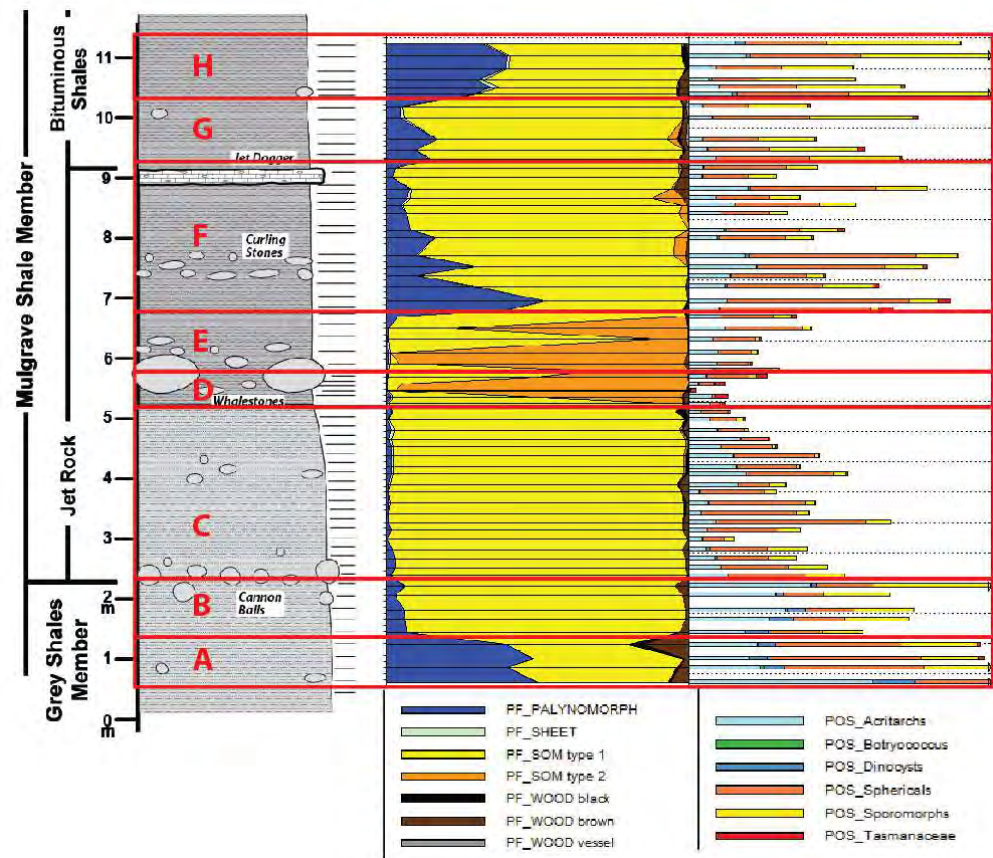 Mulgrave Shale Member
Grey Shales
Member
Bituminous
Shales
Jet Rock
11
10
9
8
7
6
5
4
3
2
m
1
0
m
H
G
Jet Dogger
F
Curling
Stones
E
D
Whalestones
C
B
Cannon
Balls
A
PF_PALYNOMORPH
PF_SHEET
PF_SOM type 1
PF_SOM type 2
PF_WOOD black
PF_WOOD brown
PF_WOOD vessel
POS_Acritarchs
POS_Botryococcus
POS_Dinocysts
POS_Sphericals
POS_Sporomorphs
POS_Tasmanaceae